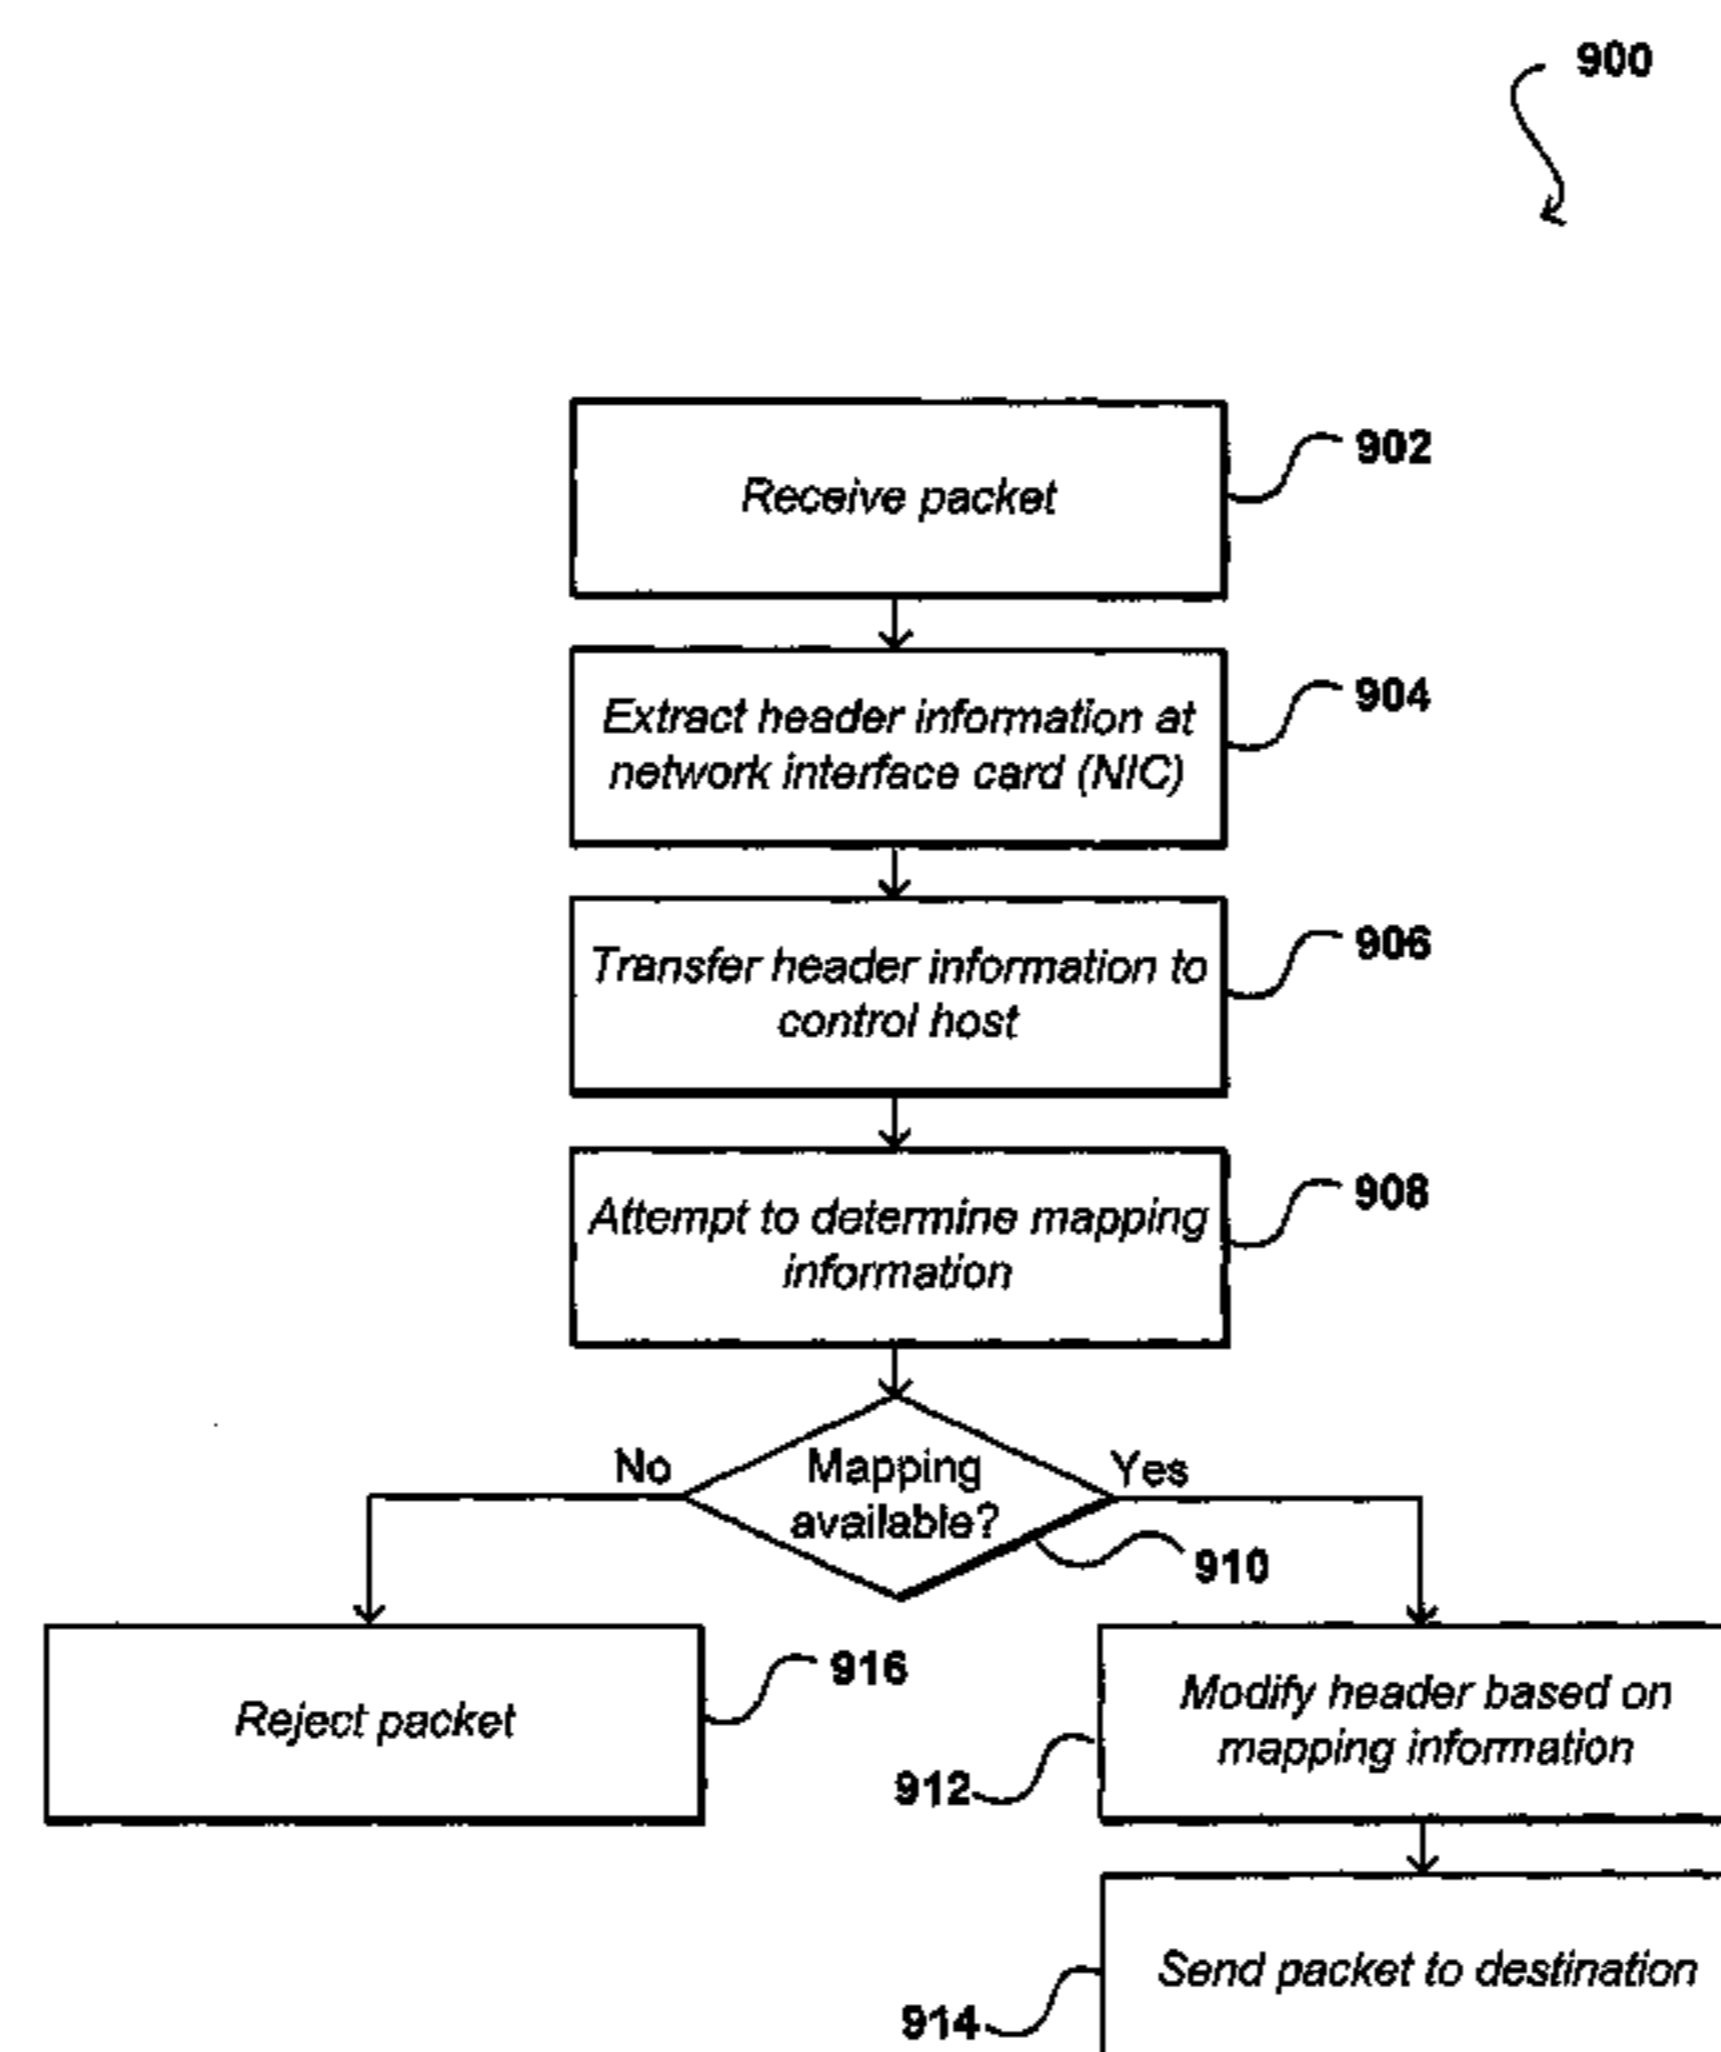 900
Receive packet
902
Extract header information at
network interface card (NIC)
904
Transfer header information to
control host
906
Attempt to determine mapping
information
908
No
Mapping
available?
Yes
910
Reject packet
916
Modify header based on
mapping information
912
Send packet to destination
914